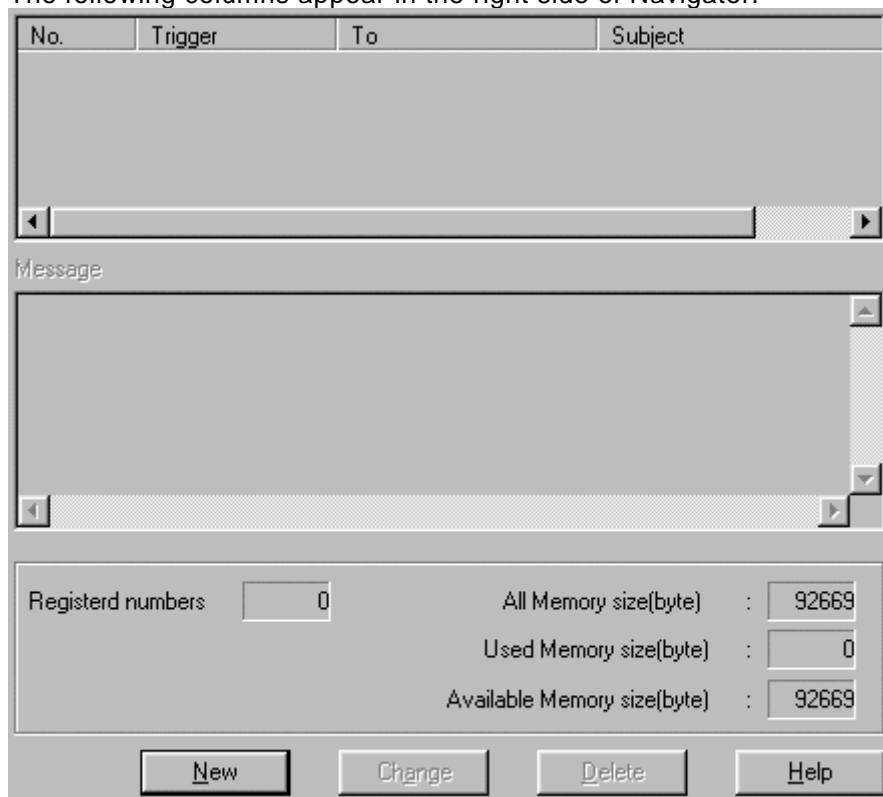 The following columns appear in the right side of Navigator.
No. Trigger To Subject
Message
Registerd numbers 0 All Memory size(byte) : 92669
Used Memory size(byte) : 0
Available Memory size(byte) : 92669
New Change Delete Help